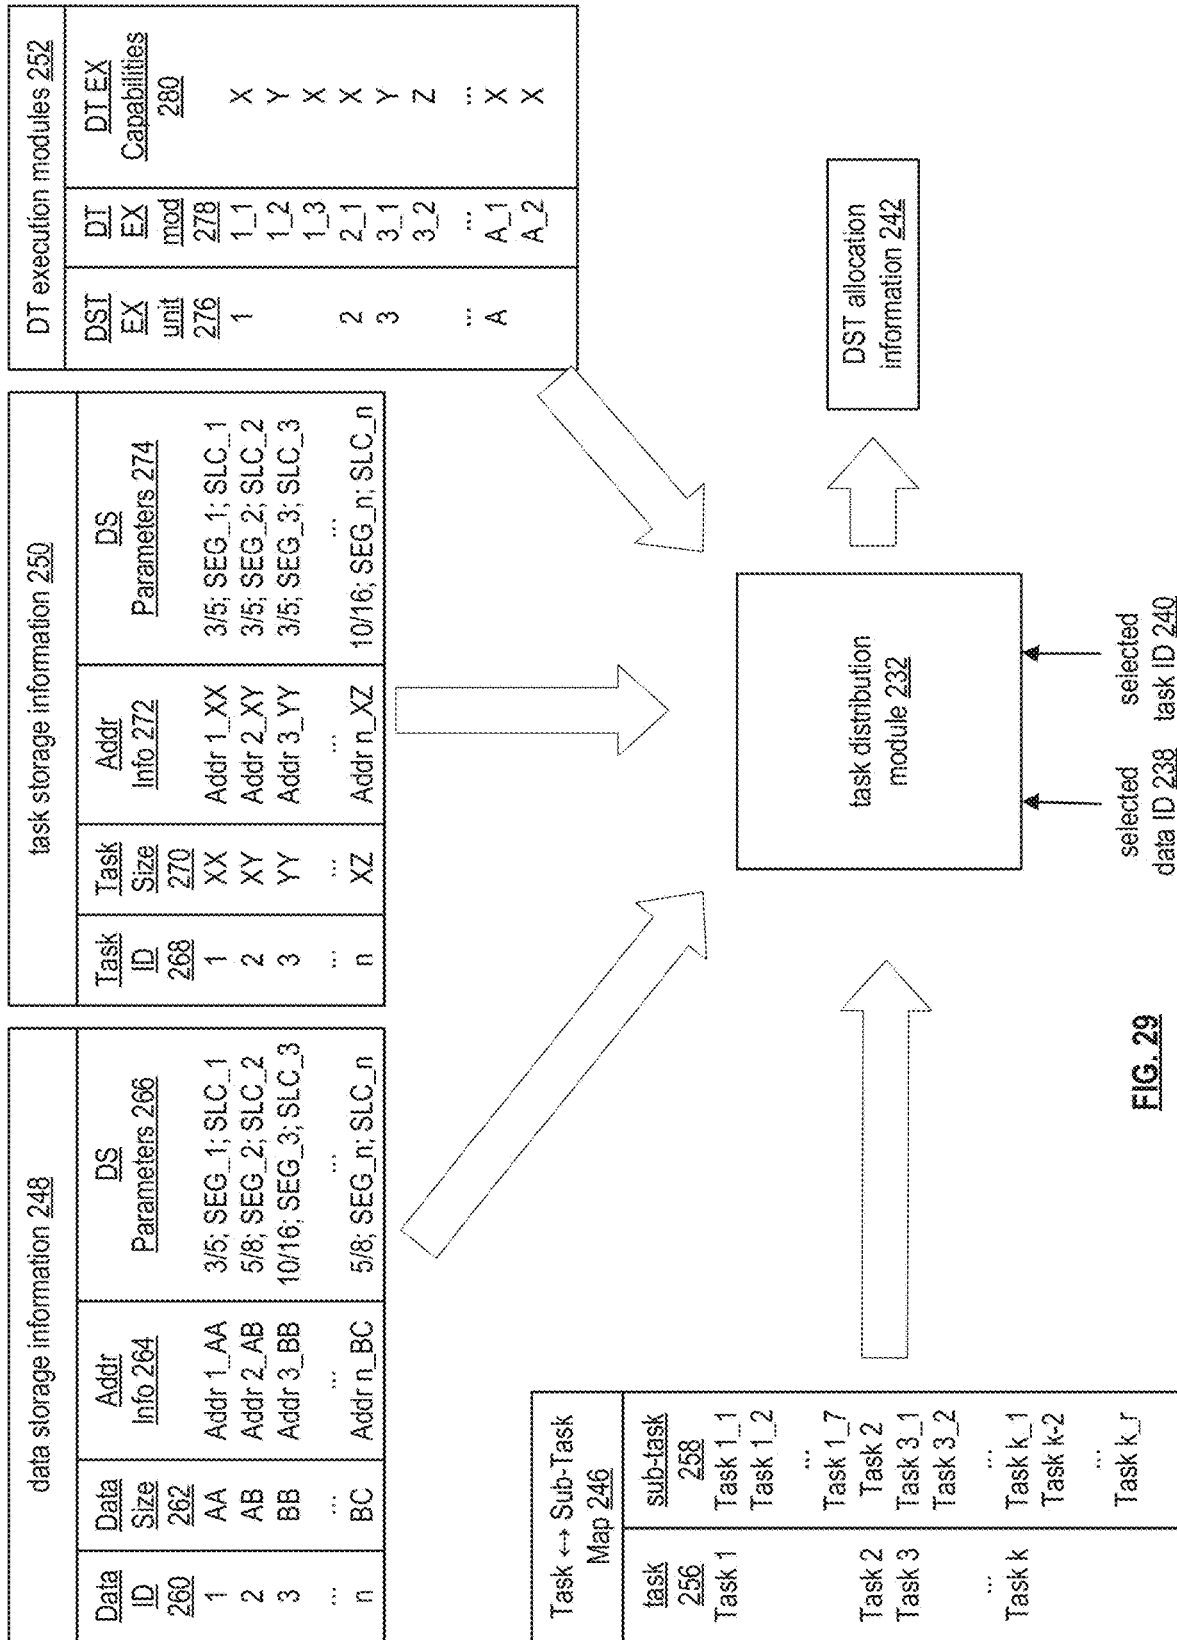 data storage information 248
Data ID 260 Data Size 262 Addr Info 264 DS Parameters 266
1 AA Addr 1_AA 3/5; SEG_1; SLC_1
2 AB Addr 2_AB 5/8; SEG_2; SLC_2
3 BB Addr 3_BB 10/16; SEG_3; SLC_3
... ... ... ...
n BC Addr n_BC 5/8; SEG_n; SLC_n
task storage information 250
Task ID 268 Task Size 270 Addr Info 272 DS Parameters 274
1 XX Addr 1_XX 3/5; SEG_1; SLC_1
2 XY Addr 2_XY 3/5; SEG_2; SLC_2
3 YY Addr 3_YY 3/5; SEG_3; SLC_3
... ... ... ...
n XZ Addr n_XZ 10/16; SEG_n; SLC_n
DT execution modules 252
DST EX unit 276 DT EX mod 278 DT EX Capabilities 280
1 1_1 X
1_2 Y
1_3 X
2 2_1 X
3 3_1 Y
3_2 Z
... ... ...
A A_1 X
A_2 X
Task ↔ Sub-Task
Map 246
task 256 sub-task 258
Task 1 Task 1_1
Task 1_2
...
Task 1_7
Task 2 Task 2
Task 3 Task 3_1
Task 3_2
... ...
Task k Task k_1
Task k-2
...
Task k_r
task distribution
module 232
DST allocation
information 242
selected
data ID 238
selected
task ID 240
FIG. 29